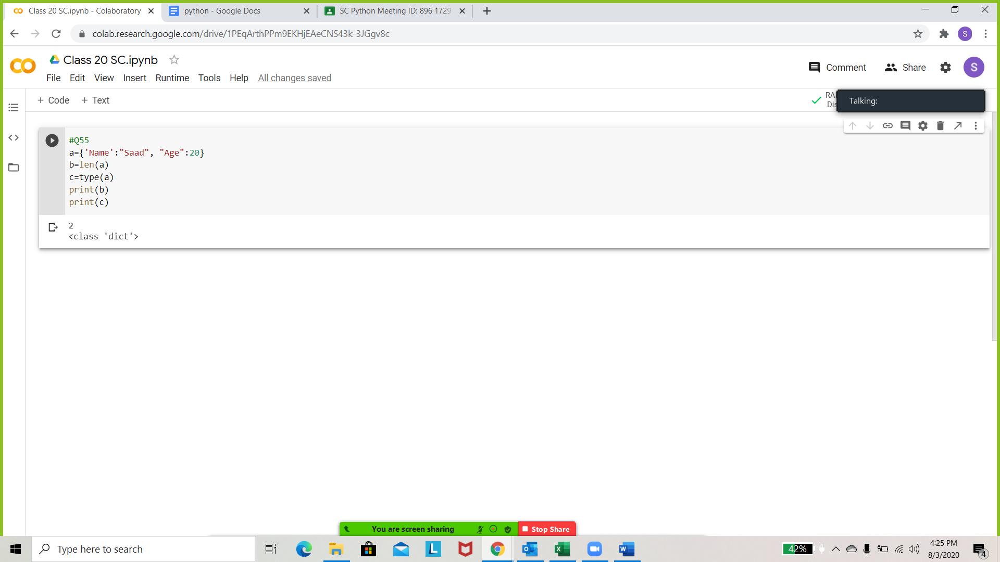 Class 20 SC.ipynb - Colaboratory
python - Google Docs
SC Python Meeting ID: 896 1729
colab.research.google.com/drive/1PEqArthPPm9EKHjEAeCNS43k-3JGgv8c
S
Class 20 SC.ipynb
Comment
Share
S
File Edit View Insert Runtime Tools Help All changes saved
+ Code + Text
RA
Dis
Talking:
#Q55
a={'Name':"Saad", "Age":20}
b=len(a)
c=type(a)
print(b)
print(c)
2
<class 'dict'>
You are screen sharing
Stop Share
Type here to search
42%
4:25 PM
8/3/2020
4